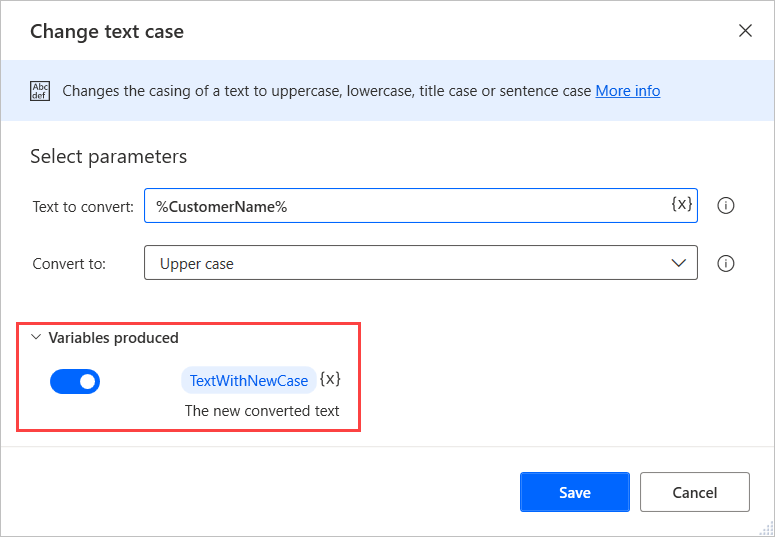 Change text case
Abc
def
Changes the casing of a text to uppercase, lowercase, title case or sentence case More info
Select parameters
Text to convert: %CustomerName% {x}
Convert to: Upper case
Variables produced
TextWithNewCase {x}
The new converted text
Save Cancel